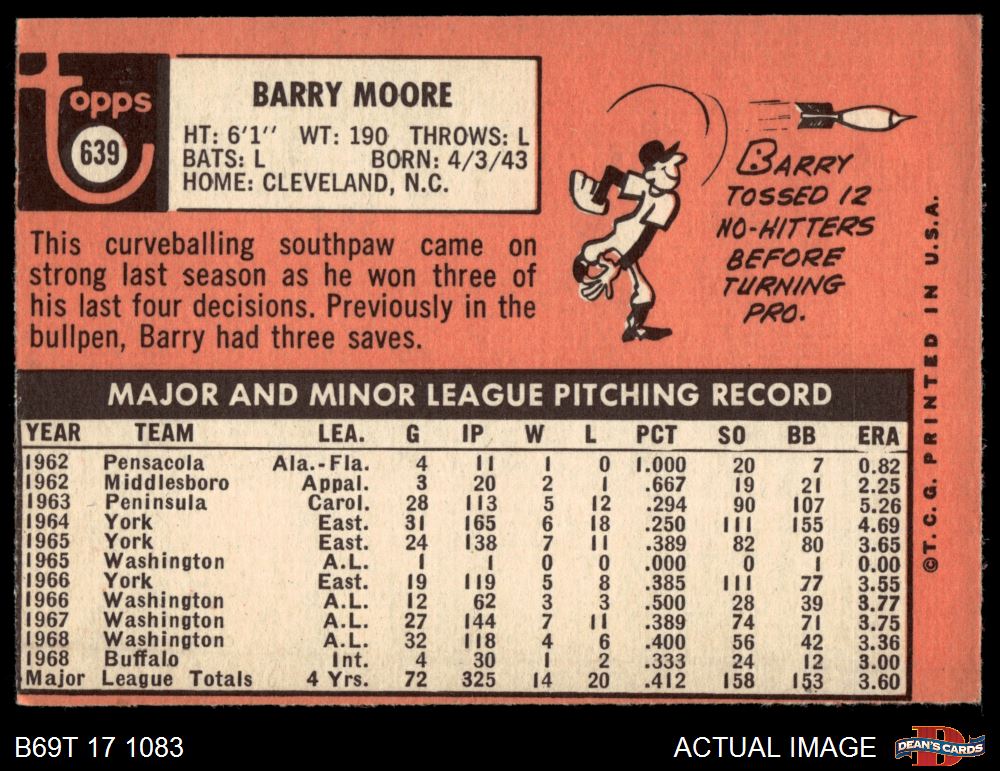 topps
639
BARRY MOORE
HT: 6'1" WT: 190 THROWS: L
BATS: L BORN: 4/3/43
HOME: CLEVELAND, N.C.
This curveballing southpaw came on
strong last season as he won three of
his last four decisions. Previously in the
bullpen, Barry had three saves.
BARRY
TOSSED 12
NO-HITTERS
BEFORE
TURNING
PRO.
MAJOR AND MINOR LEAGUE PITCHING RECORD
YEAR TEAM LEA. G IP W L PCT SO BB ERA
1962 Pensacola Ala.-Fla. 4 11 1 0 1.000 20 7 0.82
1962 Middlesboro Appal. 3 20 2 1 .667 19 21 2.25
1963 Peninsula Carol. 28 113 5 12 .294 90 107 5.26
1964 York East. 31 165 6 18 .250 111 155 4.69
1965 York East. 24 138 7 11 .389 82 80 3.65
1965 Washington A.L. 1 1 0 0 .000 0 1 0.00
1966 York East. 19 119 5 8 .385 111 77 3.55
1966 Washington A.L. 12 62 3 3 .500 28 39 3.77
1967 Washington A.L. 27 144 7 11 .389 74 71 3.75
1968 Washington A.L. 32 118 4 6 .400 56 42 3.36
1968 Buffalo Int. 4 30 1 2 .333 24 12 3.00
Major League Totals 4 Yrs. 72 325 14 20 .412 158 153 3.60
©T. C. G. PRINTED IN U.S.A.
B69T 17 1083
ACTUAL IMAGE
D
DEAN'S CARDS